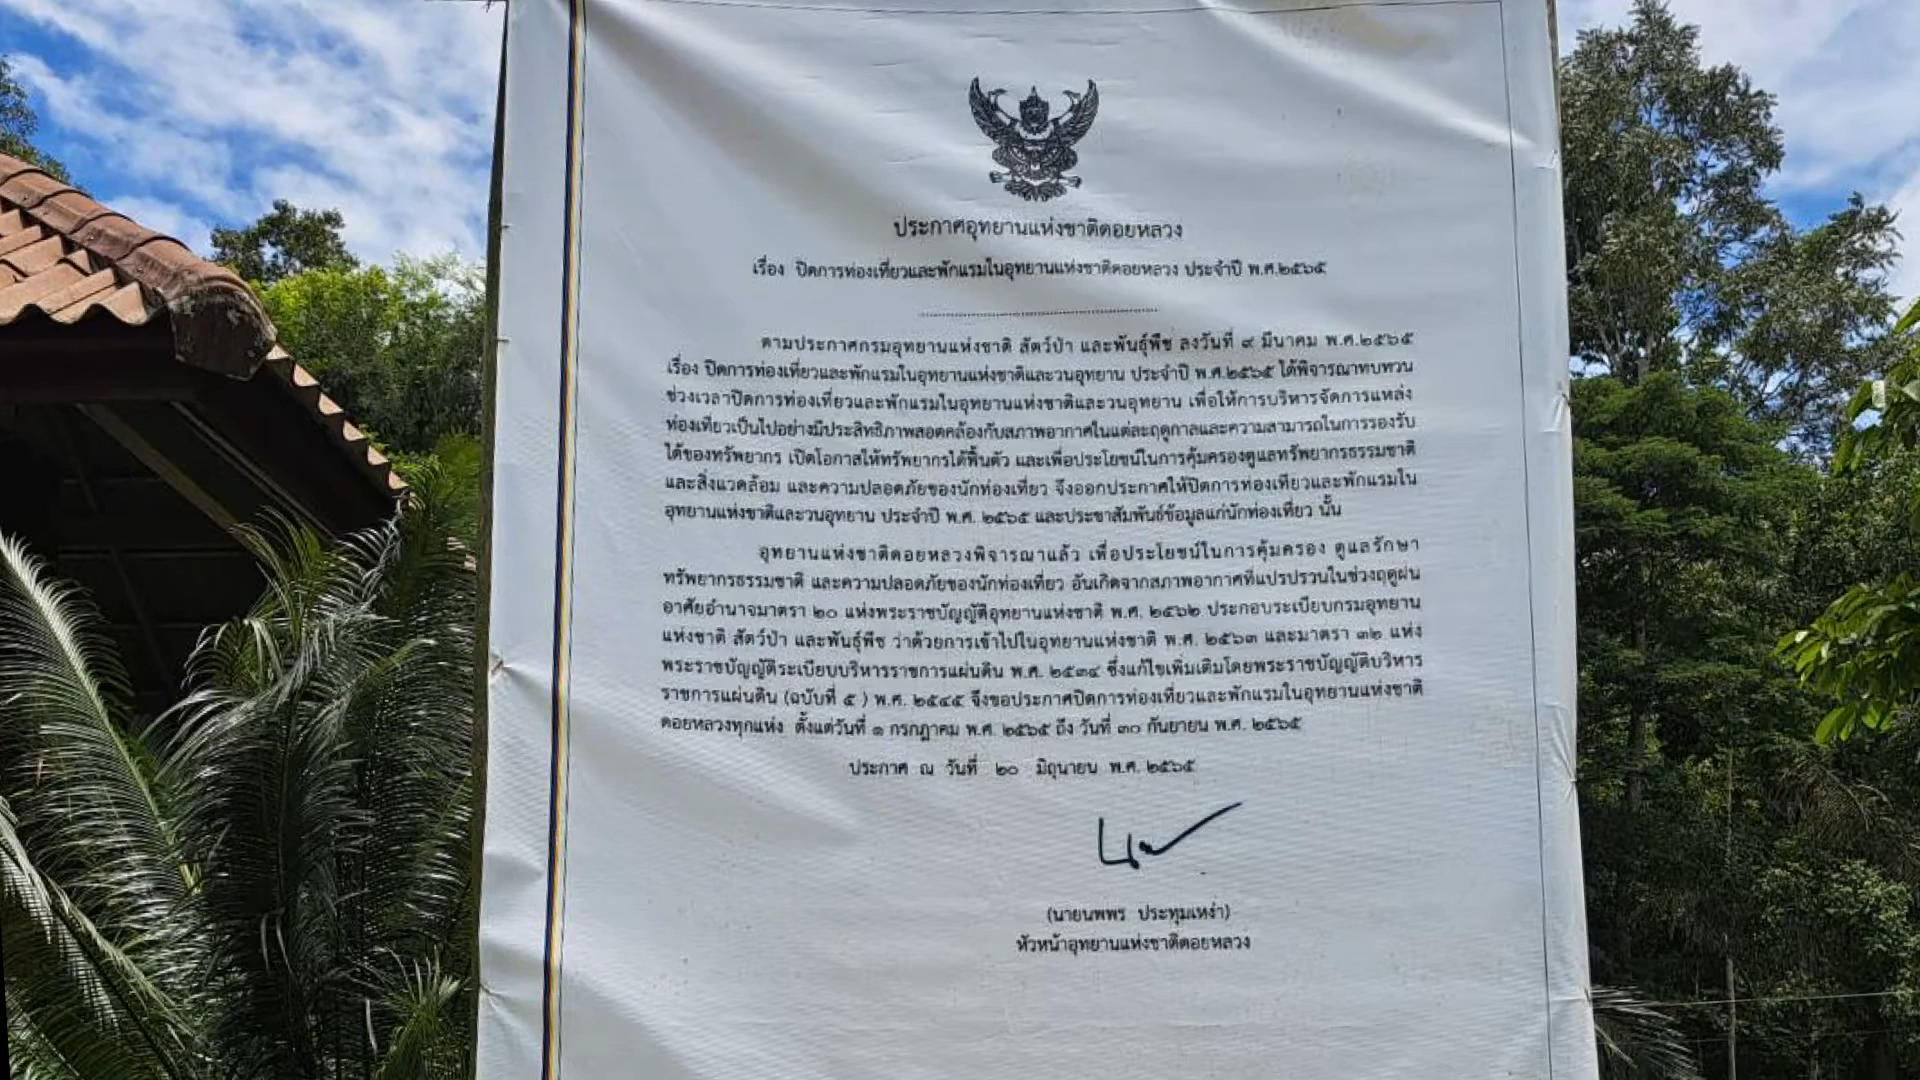 ประกาศอุทยานแห่งชาติดอยหลวง
เรื่อง ปิดการท่องเที่ยวและพักแรมในอุทยานแห่งชาติดอยหลวง ประจำปี พ.ศ.๒๕๖๕
ตามประกาศกรมอุทยานแห่งชาติ สัตว์ป่า และพันธุ์พืช ลงวันที่ ๙ มีนาคม พ.ศ.๒๕๖๕
เรื่อง ปิดการท่องเที่ยวและพักแรมในอุทยานแห่งชาติและวนอุทยาน ประจำปี พ.ศ.๒๕๖๕ ได้พิจารณาทบทวน
ช่วงเวลาปิดการท่องเที่ยวและพักแรมในอุทยานแห่งชาติและวนอุทยาน เพื่อให้การบริหารจัดการแหล่ง
ท่องเที่ยวเป็นไปอย่างมีประสิทธิภาพสอดคล้องกับสภาพอากาศในแต่ละฤดูกาลและความสามารถในการรองรับ
ได้ของทรัพยากร เปิดโอกาสให้ทรัพยากรได้ฟื้นตัว และเพื่อประโยชน์ในการคุ้มครองดูแลทรัพยากรธรรมชาติ
และสิ่งแวดล้อม และความปลอดภัยของนักท่องเที่ยว จึงออกประกาศให้ปิดการท่องเที่ยวและพักแรมใน
อุทยานแห่งชาติและวนอุทยาน ประจำปี พ.ศ. ๒๕๖๕ และประชาสัมพันธ์ข้อมูลแก่นักท่องเที่ยว นั้น
อุทยานแห่งชาติดอยหลวงพิจารณาแล้ว เพื่อประโยชน์ในการคุ้มครอง ดูแลรักษา
ทรัพยากรธรรมชาติ และความปลอดภัยของนักท่องเที่ยว อันเกิดจากสภาพอากาศที่แปรปรวนในช่วงฤดูฝน
อาศัยอำนาจมาตรา ๒๐ แห่งพระราชบัญญัติอุทยานแห่งชาติ พ.ศ. ๒๕๖๒ ประกอบระเบียบกรมอุทยาน
แห่งชาติ สัตว์ป่า และพันธุ์พืช ว่าด้วยการเข้าไปในอุทยานแห่งชาติ พ.ศ. ๒๕๖๓ และมาตรา ๓๒ แห่ง
พระราชบัญญัติระเบียบบริหารราชการแผ่นดิน พ.ศ. ๒๕๓๔ ซึ่งแก้ไขเพิ่มเติมโดยพระราชบัญญัติบริหาร
ราชการแผ่นดิน (ฉบับที่ ๕ ) พ.ศ. ๒๕๔๕ จึงขอประกาศปิดการท่องเที่ยวและพักแรมในอุทยานแห่งชาติ
ดอยหลวงทุกแห่ง ตั้งแต่วันที่ ๑ กรกฎาคม พ.ศ. ๒๕๖๕ ถึง วันที่ ๓๐ กันยายน พ.ศ. ๒๕๖๕
ประกาศ ณ วันที่ ๒๐ มิถุนายน พ.ศ. ๒๕๖๕
(นายนพพร ประทุมเหง่า)
หัวหน้าอุทยานแห่งชาติดอยหลวง